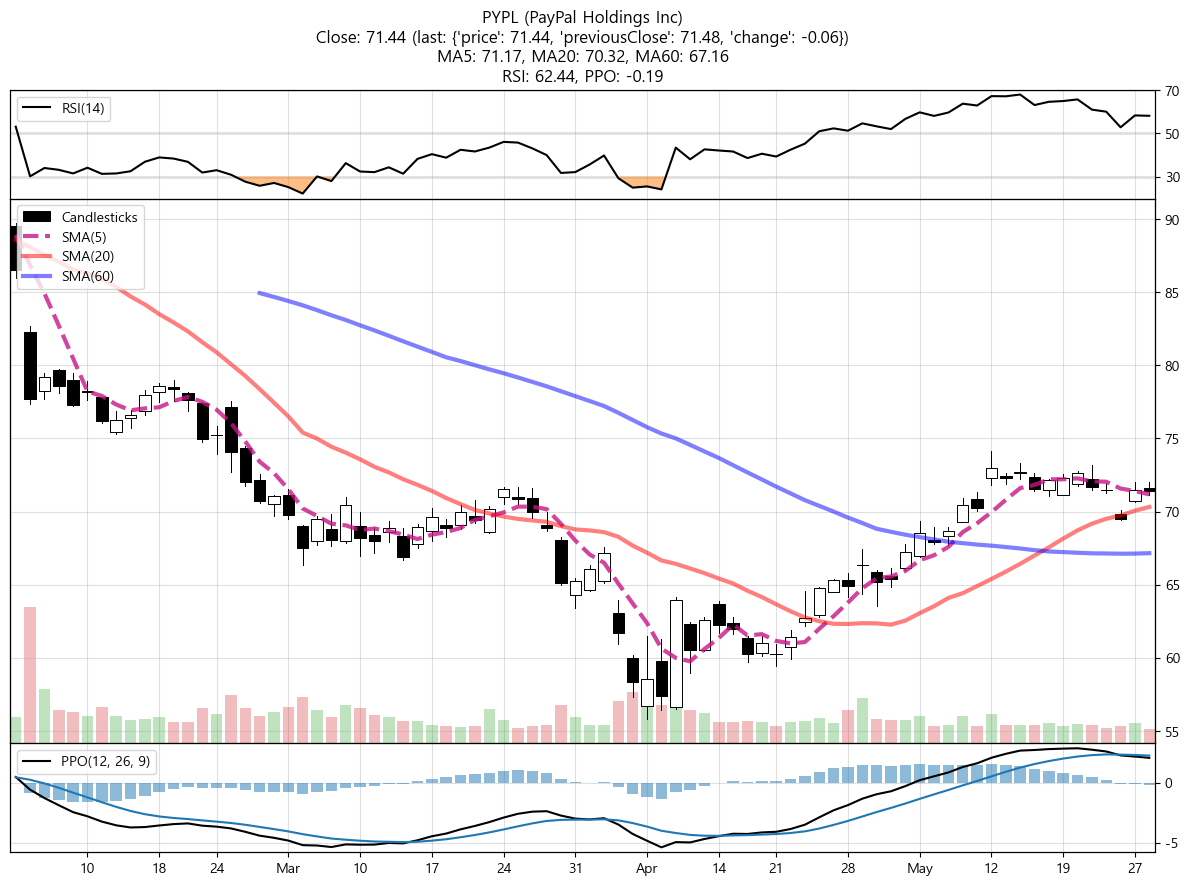 PYPL (PayPal Holdings Inc)
Close: 71.44 (last: {'price': 71.44, 'previousClose': 71.48, 'change': -0.06})
MA5: 71.17, MA20: 70.32, MA60: 67.16
RSI: 62.44, PPO: -0.19
RSI(14)
70
50
30
Candlesticks
SMA(5)
SMA(20)
SMA(60)
90
85
80
75
70
65
60
55
PPO(12, 26, 9)
0
-5
10 18 24 Mar 10 17 24 31 Apr 14 21 28 May 12 19 27